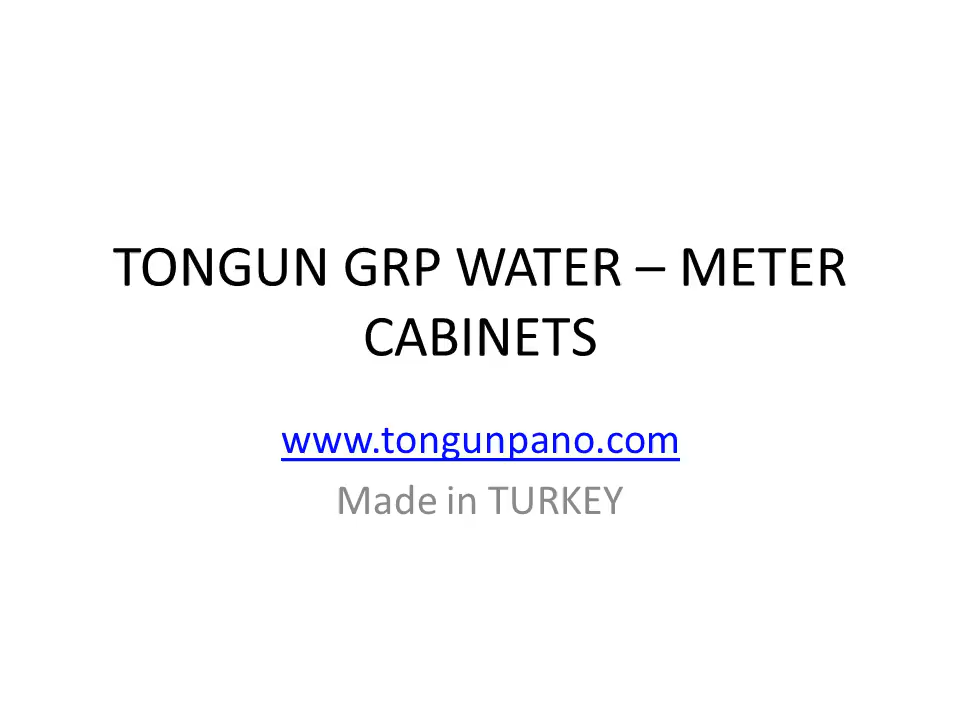 TONGUN GRP WATER – METER
CABINETS
www.tongunpano.com
Made in TURKEY